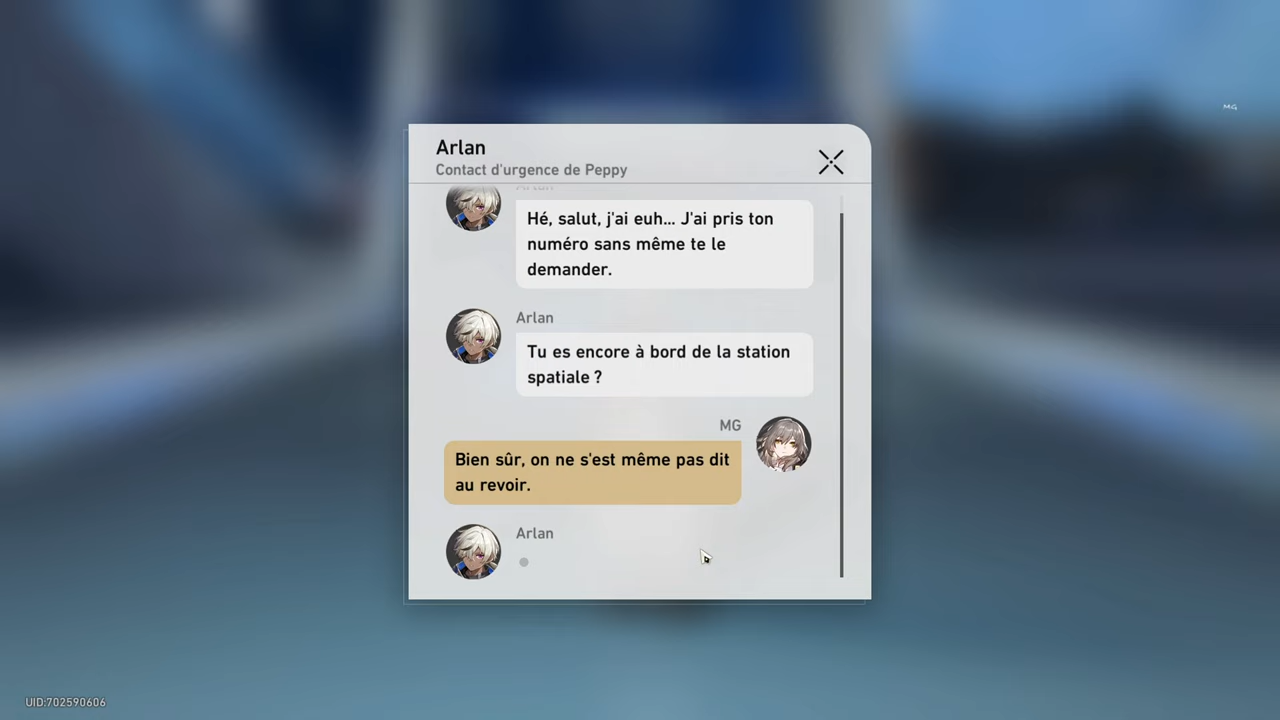 MG
Arlan
Contact d'urgence de Peppy
Arlan
Hé, salut, j'ai euh... J'ai pris ton
numéro sans même te le
demander.
Arlan
Tu es encore à bord de la station
spatiale ?
MG
Bien sûr, on ne s'est même pas dit
au revoir.
Arlan
UID:702590606